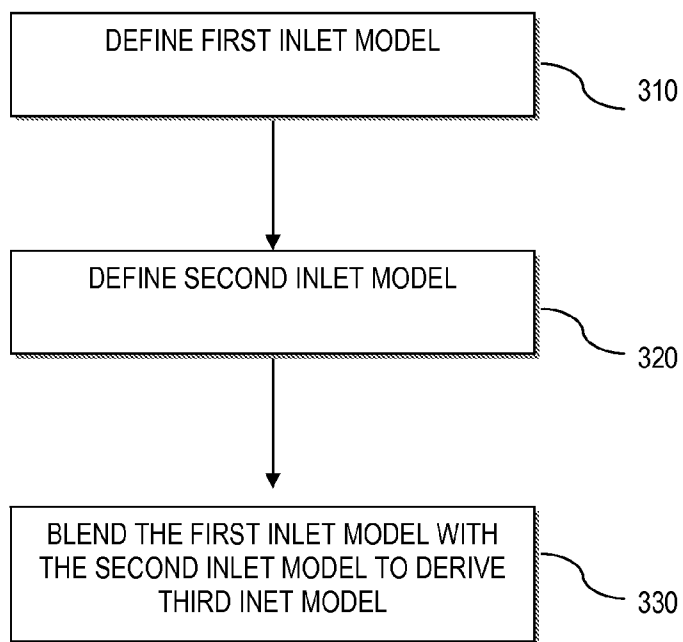 DEFINE FIRST INLET MODEL
310
DEFINE SECOND INLET MODEL
320
BLEND THE FIRST INLET MODEL WITH
THE SECOND INLET MODEL TO DERIVE
THIRD INET MODEL
330